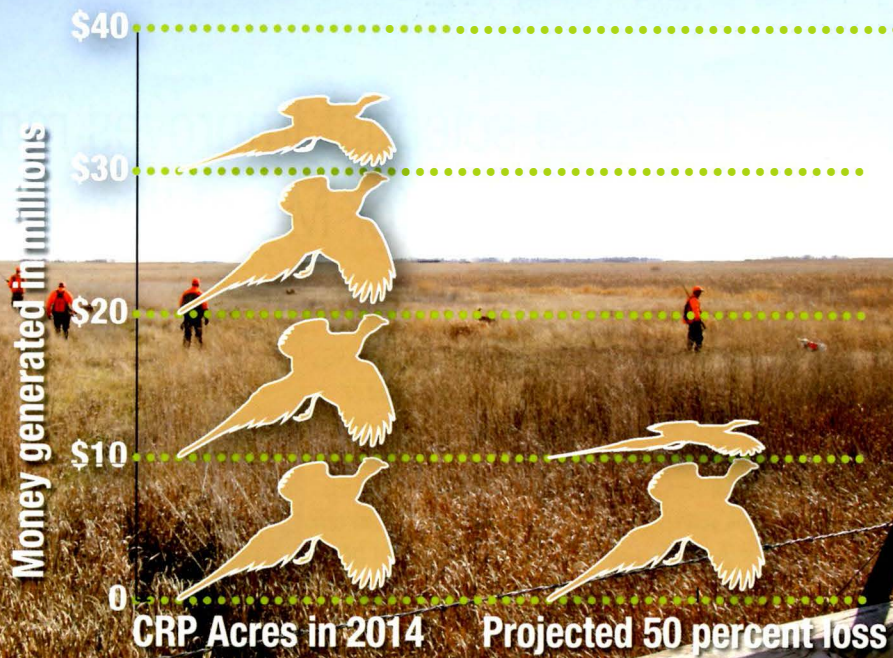 $40
$30
$20
$10
0
Money generated in millions
CRP Acres in 2014
Projected 50 percent loss